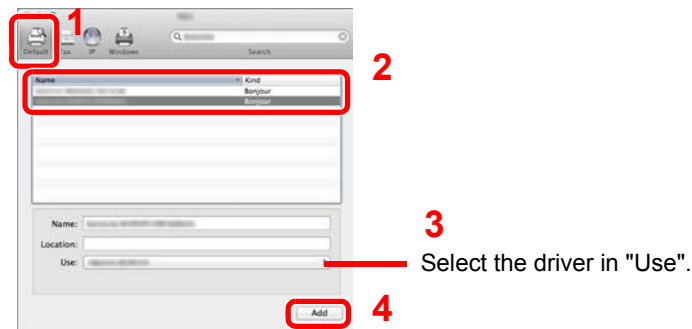 1
Default Fax IP Windows Search
2
Name Kind
Bonjour
Bonjour
Name:
Location:
3
Use: Select the driver in "Use".
Add 4